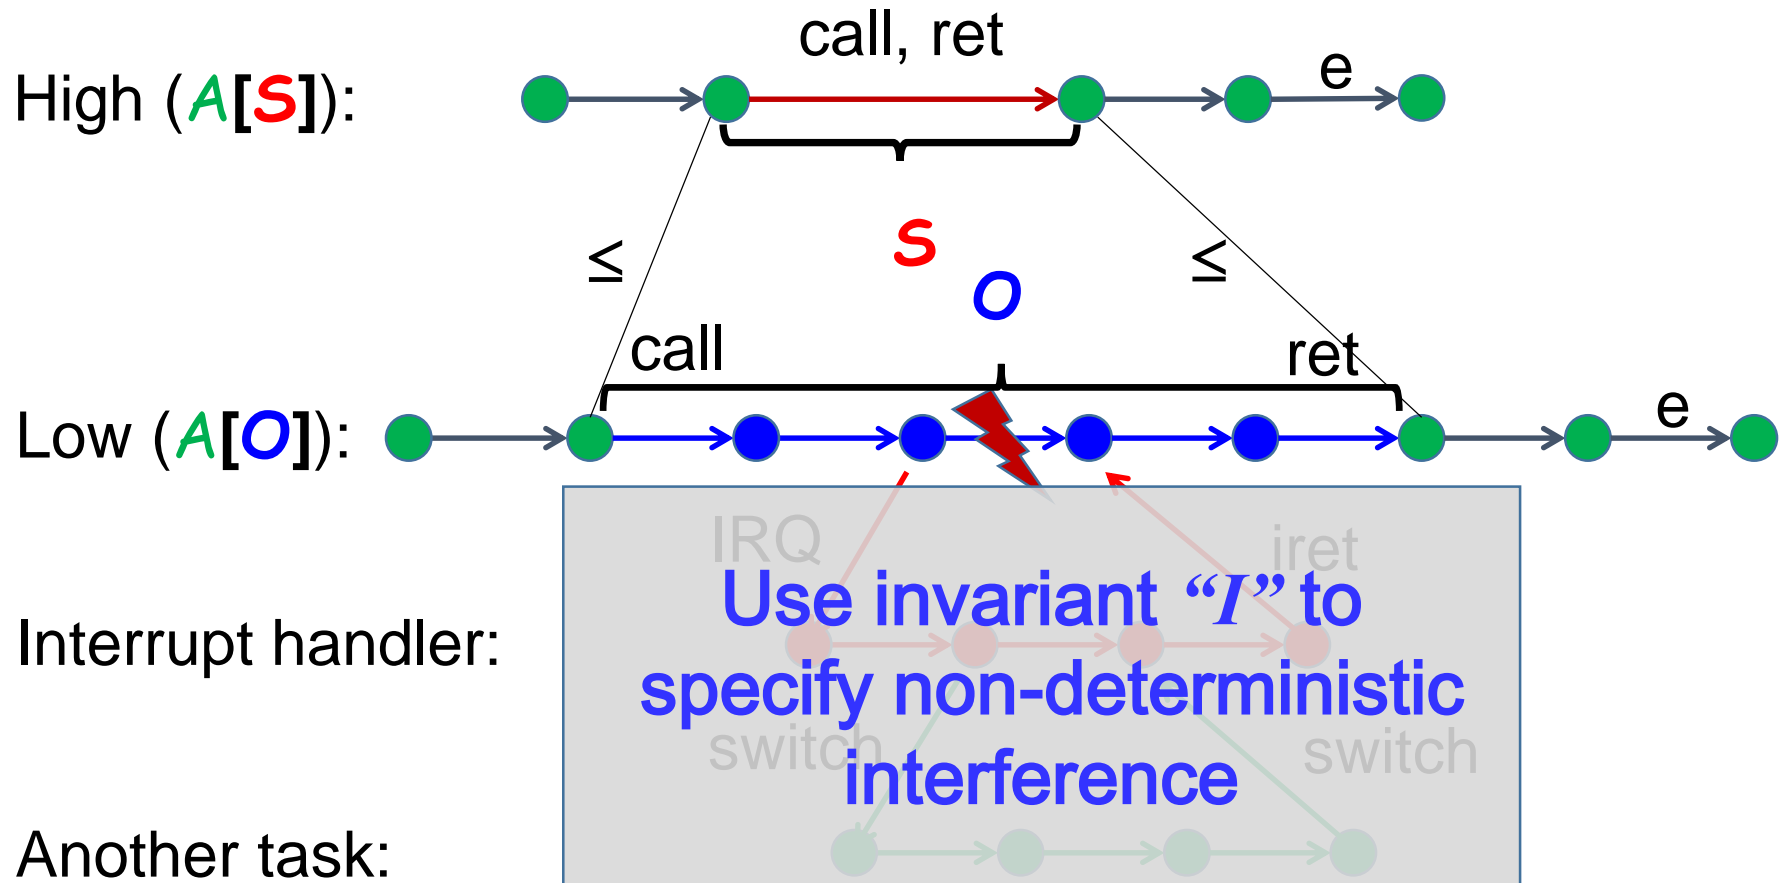 call, ret
High (A[S]): e
S
≤ ≤
O
call ret
Low (A[O]): e
IRQ iret
Use invariant “I” to
Interrupt handler:
specify non-deterministic
switch switch
interference
Another task: